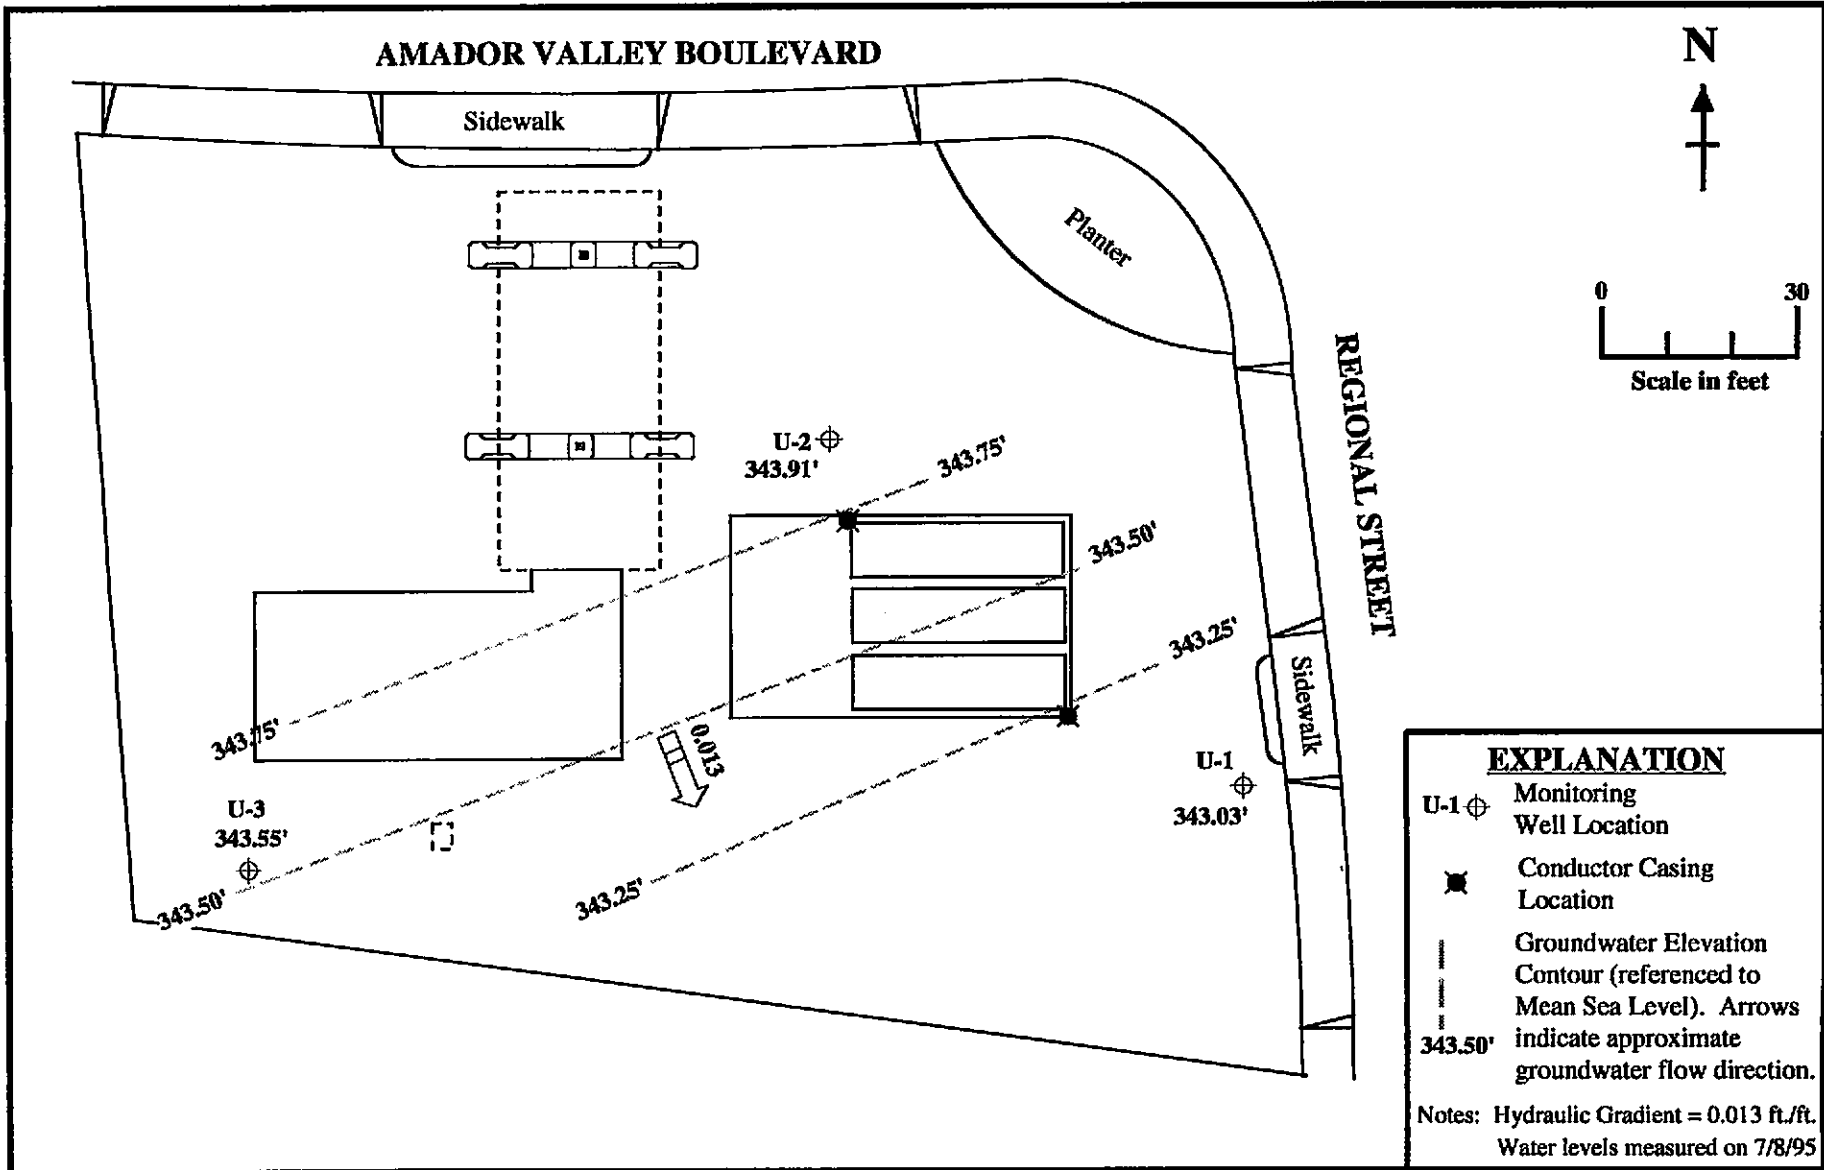 AMADOR VALLEY BOULEVARD
N
Sidewalk
Planter
0 30
Scale in feet
REGIONAL STREET
U-2
343.91'
343.75'
343.50'
343.25'
Sidewalk
343.75'
0.013
U-1
343.03'
U-3
343.55'
343.50'
343.25'
EXPLANATION
U-1 Monitoring
Well Location
Conductor Casing
Location
Groundwater Elevation
Contour (referenced to
Mean Sea Level). Arrows
343.50' indicate approximate
groundwater flow direction.
Notes: Hydraulic Gradient = 0.013 ft./ft.
Water levels measured on 7/8/95